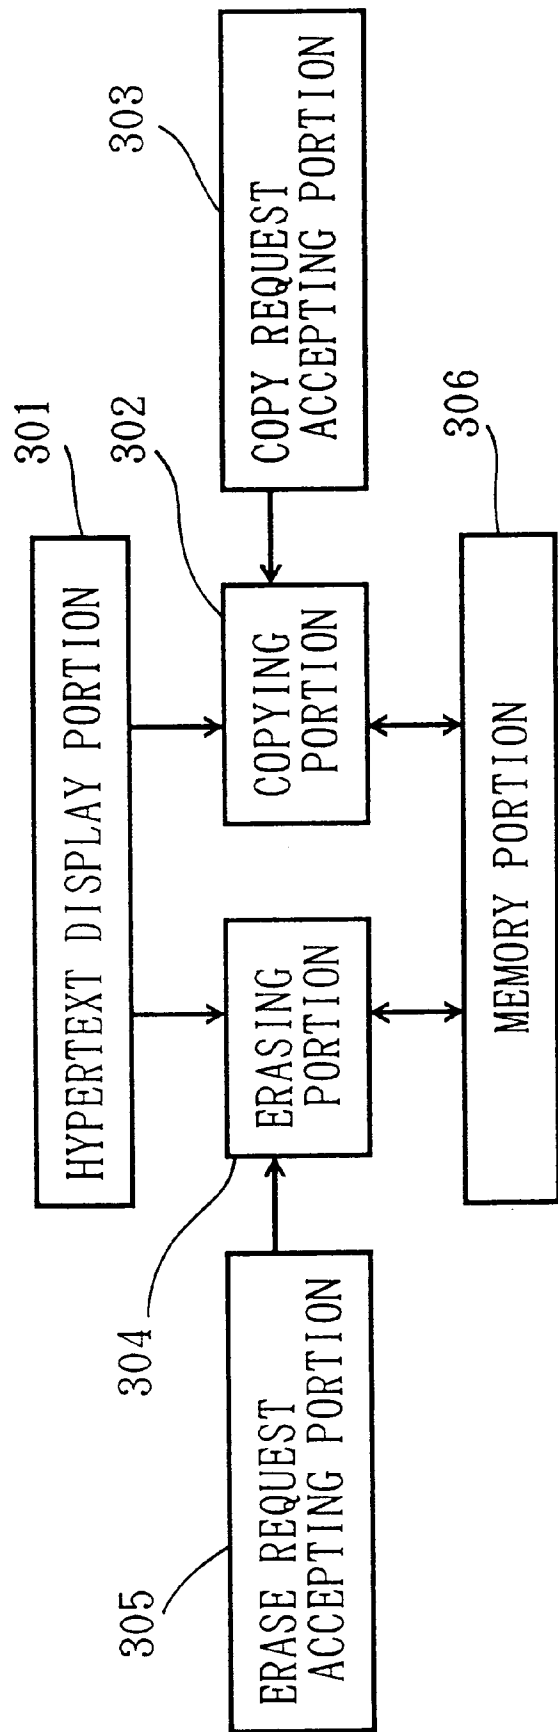 301
HYPERTEXT DISPLAY PORTION
304
302
ERASING
PORTION
COPYING
PORTION
305
ERASE REQUEST
ACCEPTING PORTION
303
COPY REQUEST
ACCEPTING PORTION
306
MEMORY PORTION